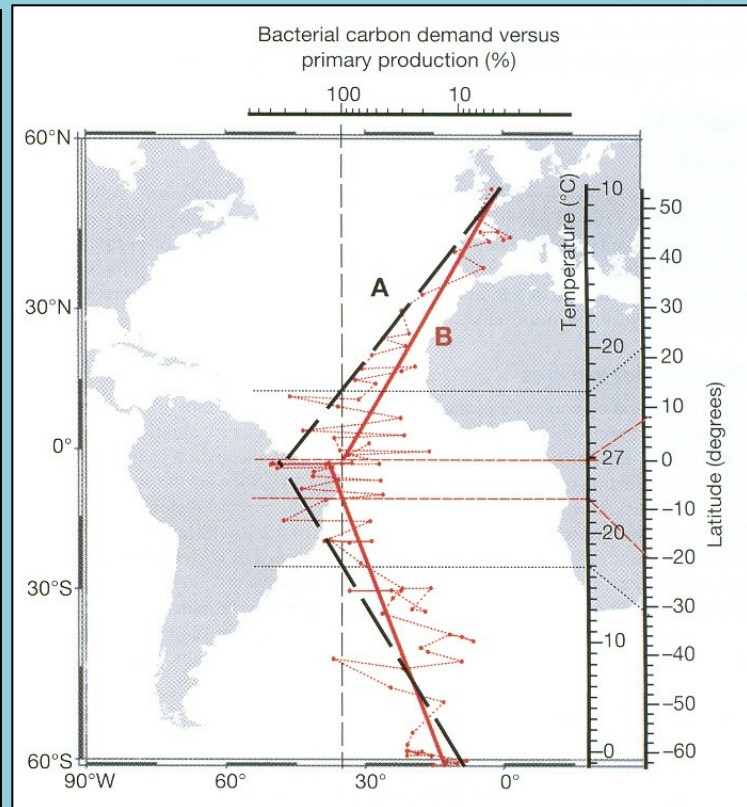 Bacterial carbon demand versus
primary production (%)
100 10
60°N
30°N
0°
30°S
60°S
90°W 60° 30° 0°
A
B
Temperature (°C)
10
20
27
20
10
0
Latitude (degrees)
50
40
30
20
10
0
−10
−20
−30
−40
−50
−60